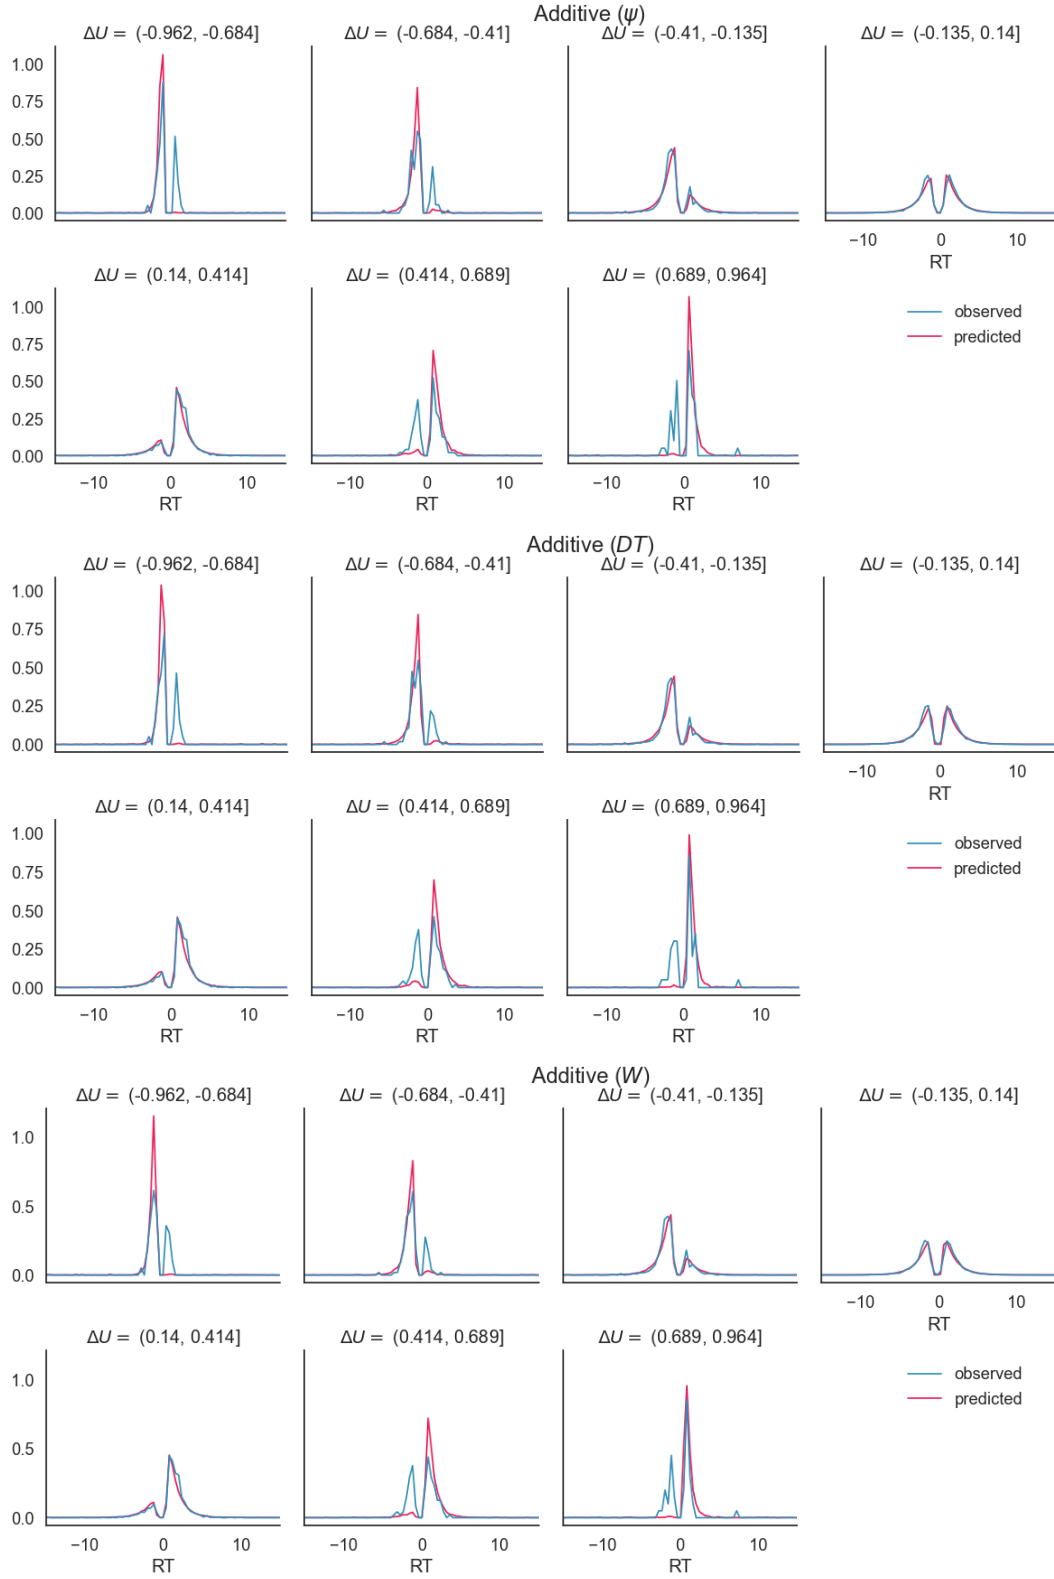 Additive (ψ)
ΔU = (-0.962, -0.684] ΔU = (-0.684, -0.41] ΔU = (-0.41, -0.135] ΔU = (-0.135, 0.14]
1.00
0.75
0.50
0.25
0.00
−10 0 10
RT
ΔU = (0.14, 0.414] ΔU = (0.414, 0.689] ΔU = (0.689, 0.964]
1.00
0.75
0.50
0.25
0.00
observed
predicted
−10 0 10 −10 0 10 −10 0 10
RT RT RT
Additive (DT)
ΔU = (-0.962, -0.684] ΔU = (-0.684, -0.41] ΔU = (-0.41, -0.135] ΔU = (-0.135, 0.14]
1.00
0.75
0.50
0.25
0.00
−10 0 10
RT
ΔU = (0.14, 0.414] ΔU = (0.414, 0.689] ΔU = (0.689, 0.964]
1.00
0.75
0.50
0.25
0.00
observed
predicted
−10 0 10 −10 0 10 −10 0 10
RT RT RT
Additive (W)
ΔU = (-0.962, -0.684] ΔU = (-0.684, -0.41] ΔU = (-0.41, -0.135] ΔU = (-0.135, 0.14]
1.0
0.5
0.0
−10 0 10
RT
ΔU = (0.14, 0.414] ΔU = (0.414, 0.689] ΔU = (0.689, 0.964]
1.0
0.5
0.0
observed
predicted
−10 0 10 −10 0 10 −10 0 10
RT RT RT